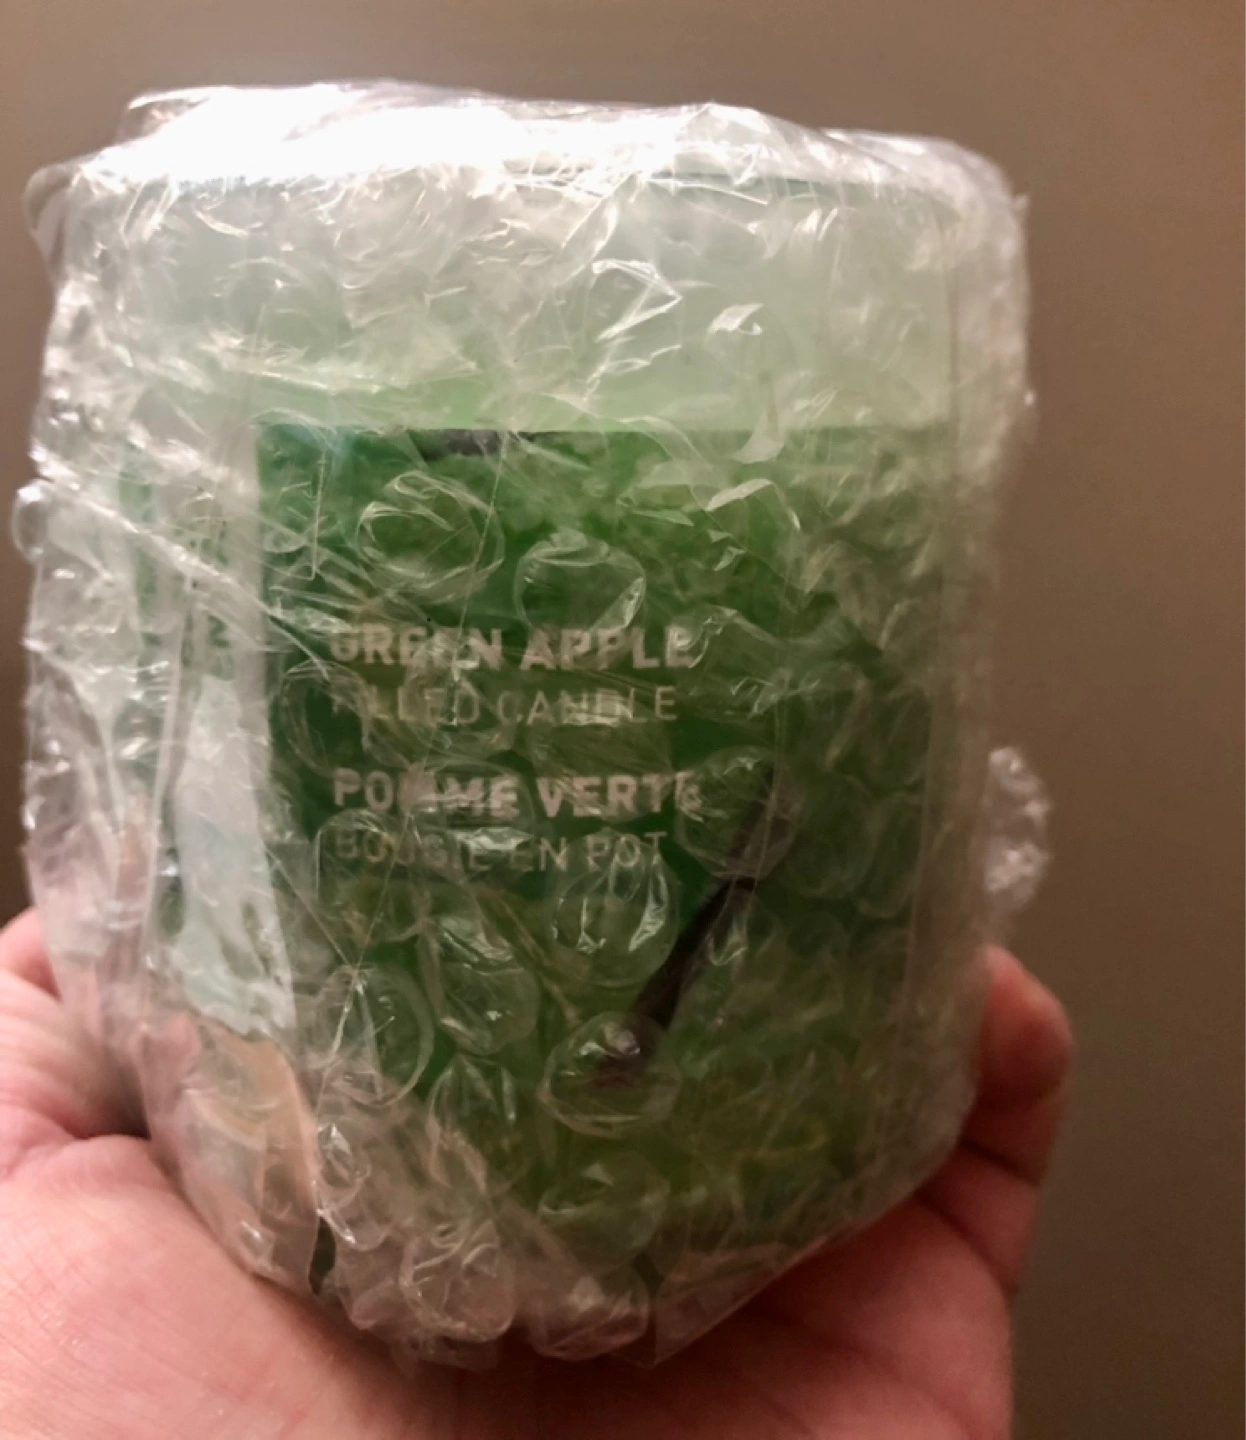 GREEN APPLE
FILLED CANDLE
POMME VERTE
BOUGIE EN POT